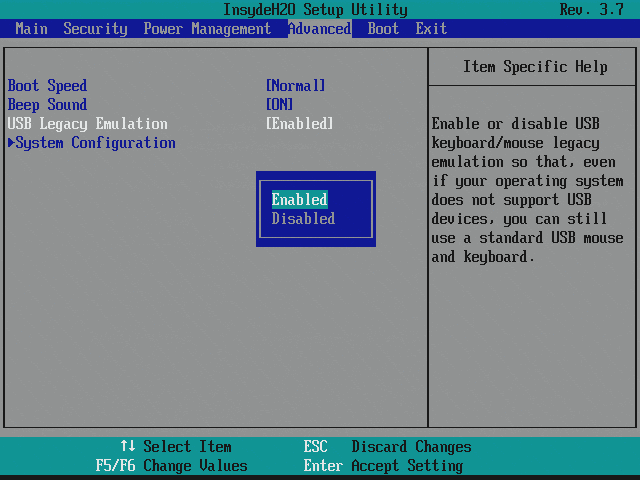 InsydeH2O Setup Utility Rev. 3.7
Main Security Power Management Advanced Boot Exit
Item Specific Help
Boot Speed [Normal]
Beep Sound [ON]
USB Legacy Emulation [Enabled]
▶System Configuration
Enabled
Disabled
Enable or disable USB
keyboard/mouse legacy
emulation so that, even
if your operating system
does not support USB
devices, you can still
use a standard USB mouse
and keyboard.
↑↓ Select Item ESC Discard Changes
F5/F6 Change Values Enter Accept Setting